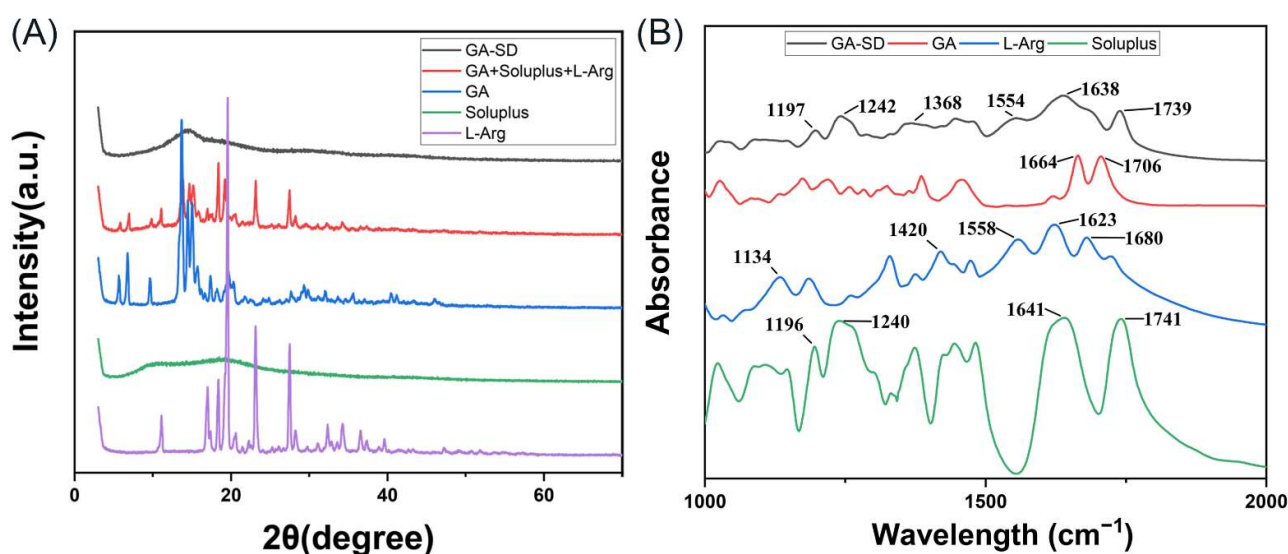 (A)
GA-SD
GA+Soluplus+L-Arg
GA
Soluplus
L-Arg
Intensity(a.u.)
0 20 40 60
2θ(degree)
(B)
GA-SD GA L-Arg Soluplus
1197 1242 1368 1554 1638 1739
1664 1706
1134 1420 1558 1623 1680
1196 1240 1641 1741
Absorbance
1000 1500 2000
Wavelength (cm⁻¹)